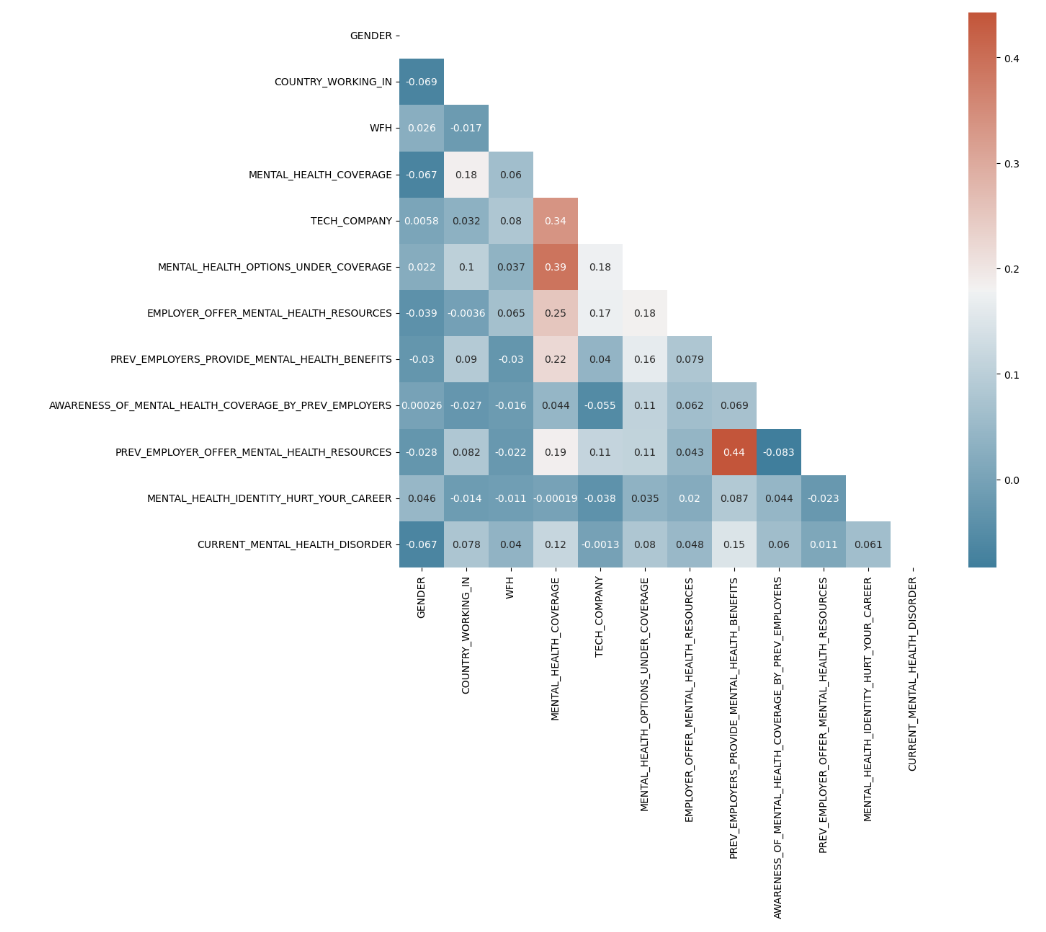 GENDER
COUNTRY_WORKING_IN -0.069
WFH 0.026 -0.017
MENTAL_HEALTH_COVERAGE -0.067 0.18 0.06
TECH_COMPANY 0.0058 0.032 0.08 0.34
MENTAL_HEALTH_OPTIONS_UNDER_COVERAGE 0.022 0.1 0.037 0.39 0.18
EMPLOYER_OFFER_MENTAL_HEALTH_RESOURCES -0.039 -0.0036 0.065 0.25 0.17 0.18
PREV_EMPLOYERS_PROVIDE_MENTAL_HEALTH_BENEFITS -0.03 0.09 -0.03 0.22 0.04 0.16 0.079
AWARENESS_OF_MENTAL_HEALTH_COVERAGE_BY_PREV_EMPLOYERS 0.00026 -0.027 -0.016 0.044 -0.055 0.11 0.062 0.069
PREV_EMPLOYER_OFFER_MENTAL_HEALTH_RESOURCES -0.028 0.082 -0.022 0.19 0.11 0.11 0.043 0.44 -0.083
MENTAL_HEALTH_IDENTITY_HURT_YOUR_CAREER 0.046 -0.014 -0.011 -0.00019 -0.038 0.035 0.02 0.087 0.044 -0.023
CURRENT_MENTAL_HEALTH_DISORDER -0.067 0.078 0.04 0.12 -0.0013 0.08 0.048 0.15 0.06 0.011 0.061
GENDER
COUNTRY_WORKING_IN
WFH
MENTAL_HEALTH_COVERAGE
TECH_COMPANY
MENTAL_HEALTH_OPTIONS_UNDER_COVERAGE
EMPLOYER_OFFER_MENTAL_HEALTH_RESOURCES
PREV_EMPLOYERS_PROVIDE_MENTAL_HEALTH_BENEFITS
AWARENESS_OF_MENTAL_HEALTH_COVERAGE_BY_PREV_EMPLOYERS
PREV_EMPLOYER_OFFER_MENTAL_HEALTH_RESOURCES
MENTAL_HEALTH_IDENTITY_HURT_YOUR_CAREER
CURRENT_MENTAL_HEALTH_DISORDER
0.4
0.3
0.2
0.1
0.0